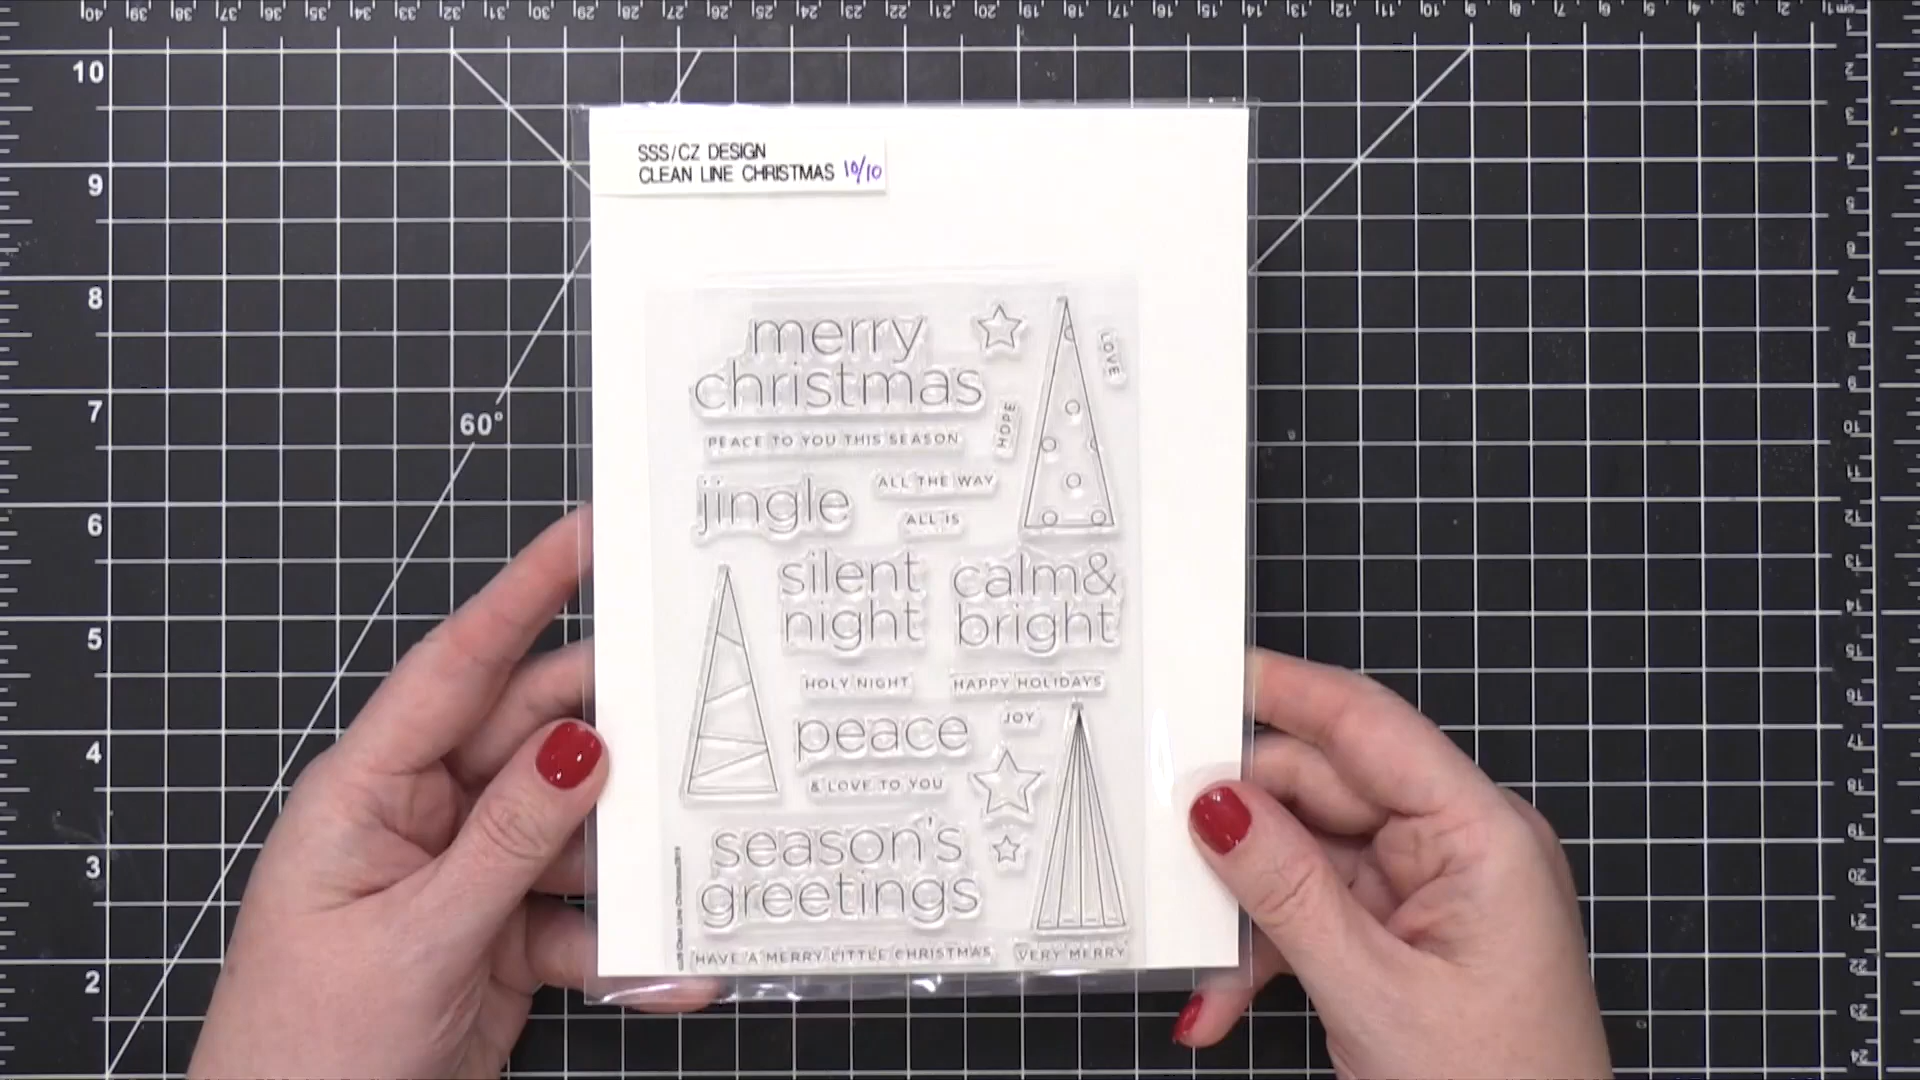 SSS/CZ DESIGN
CLEAN LINE CHRISTMAS 10/10
merry
christmas
LOVE
HOPE
PEACE TO YOU THIS SEASON
jingle
ALL THE WAY
ALL IS
silent
night
calm&
bright
HOLY NIGHT
HAPPY HOLIDAYS
peace
JOY
& LOVE TO YOU
season's
greetings
HAVE A MERRY LITTLE CHRISTMAS
VERY MERRY
60°
10
9
8
7
6
5
4
3
2